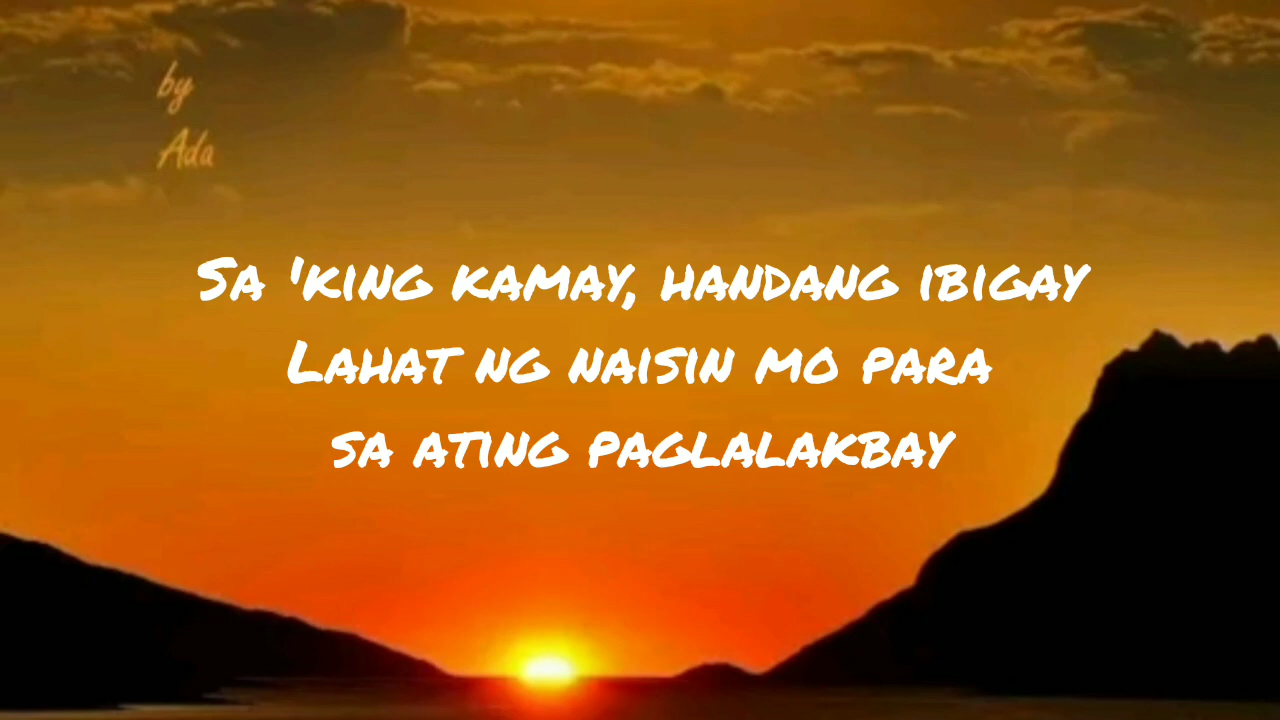 by
Ada
Sa 'king kamay, handang ibigay
Lahat ng naisin mo para
sa ating paglalakbay